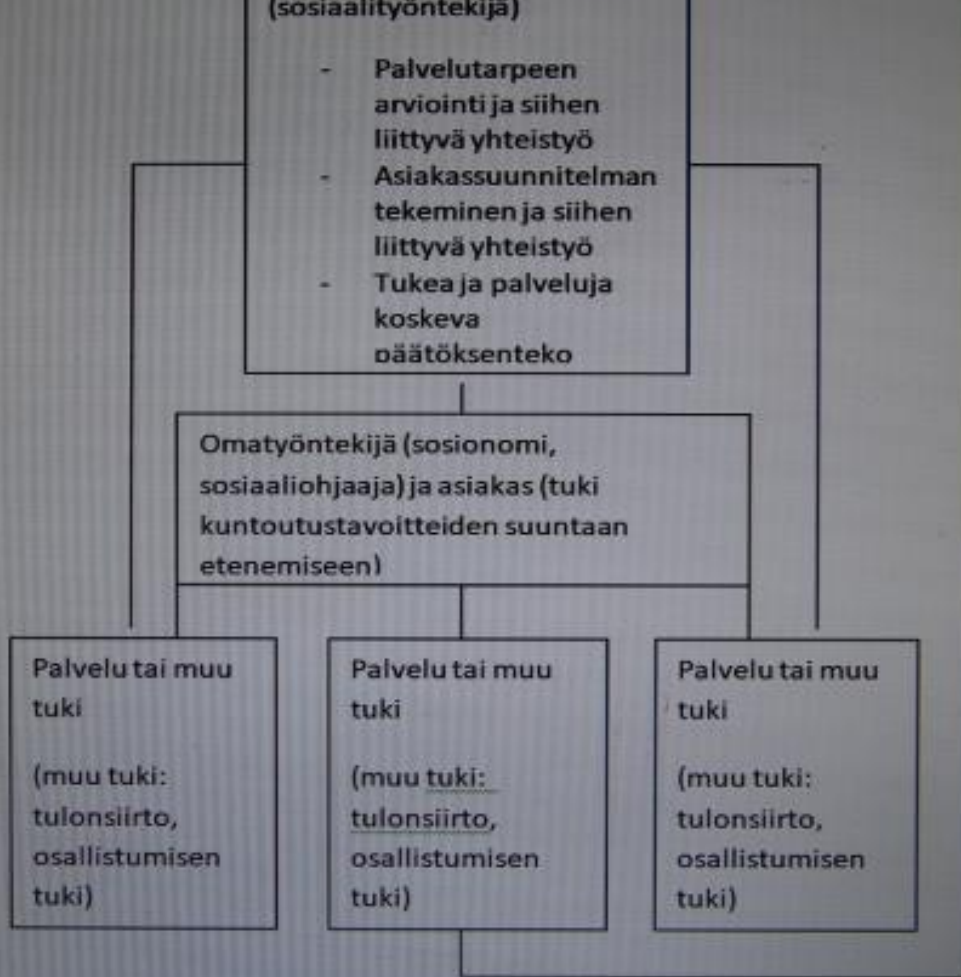 (sosiaalityöntekijä)
- Palvelutarpeen
arviointi ja siihen
liittyvä yhteistyö
- Asiakassuunnitelman
tekeminen ja siihen
liittyvä yhteistyö
- Tukea ja palveluja
koskeva
päätöksenteko
Omatyöntekijä (sosionomi,
sosiaaliohjaaja) ja asiakas (tuki
kuntoutustavoitteiden suuntaan
etenemiseen)
Palvelu tai muu
tuki
(muu tuki:
tulonsiirto,
osallistumisen
tuki)
Palvelu tai muu
tuki
(muu tuki:
tulonsiirto,
osallistumisen
tuki)
Palvelu tai muu
tuki
(muu tuki:
tulonsiirto,
osallistumisen
tuki)